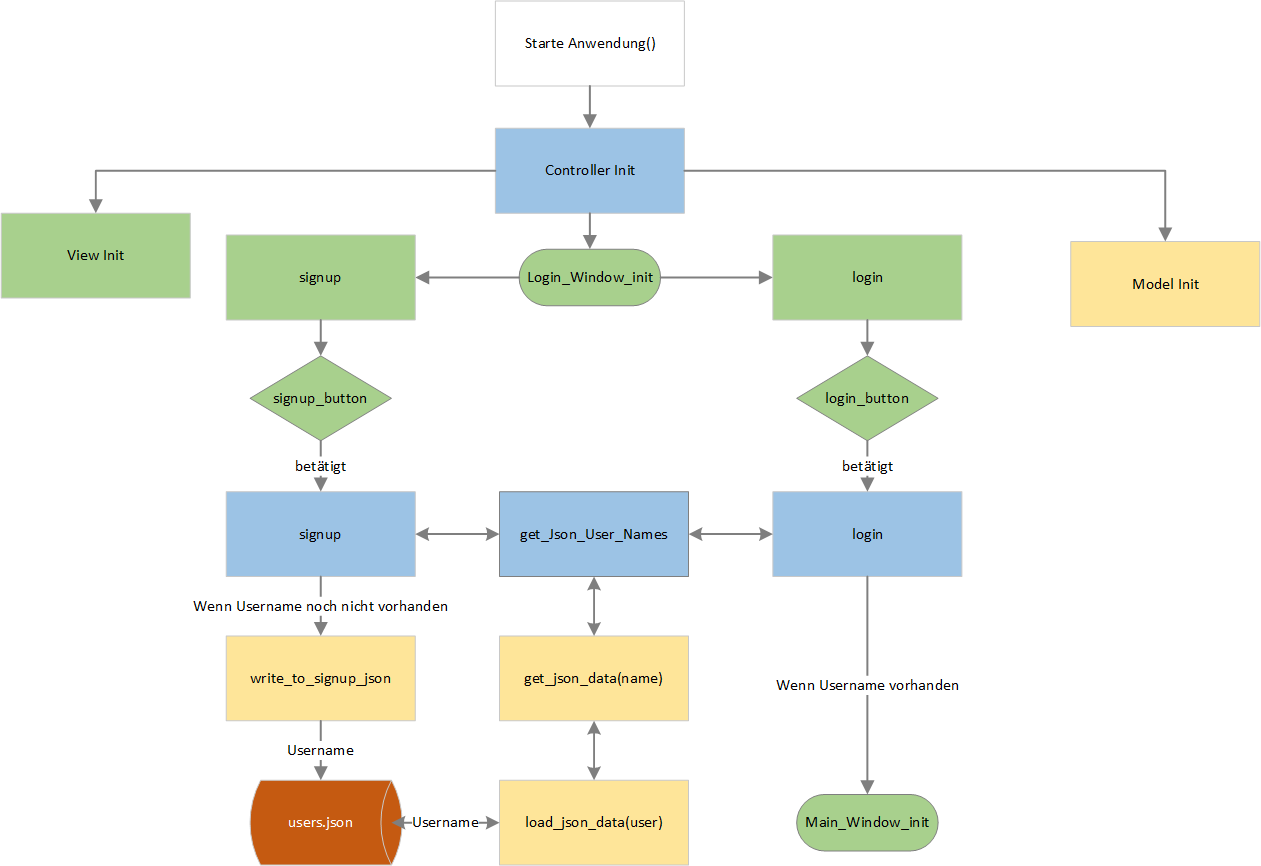 Starte Anwendung()
Controller Init
View Init
signup
Login_Window_init
login
Model Init
signup_button
login_button
betätigt
betätigt
signup
get_Json_User_Names
login
Wenn Username noch nicht vorhanden
write_to_signup_json
get_json_data(name)
Wenn Username vorhanden
Username
users.json
Username
load_json_data(user)
Main_Window_init